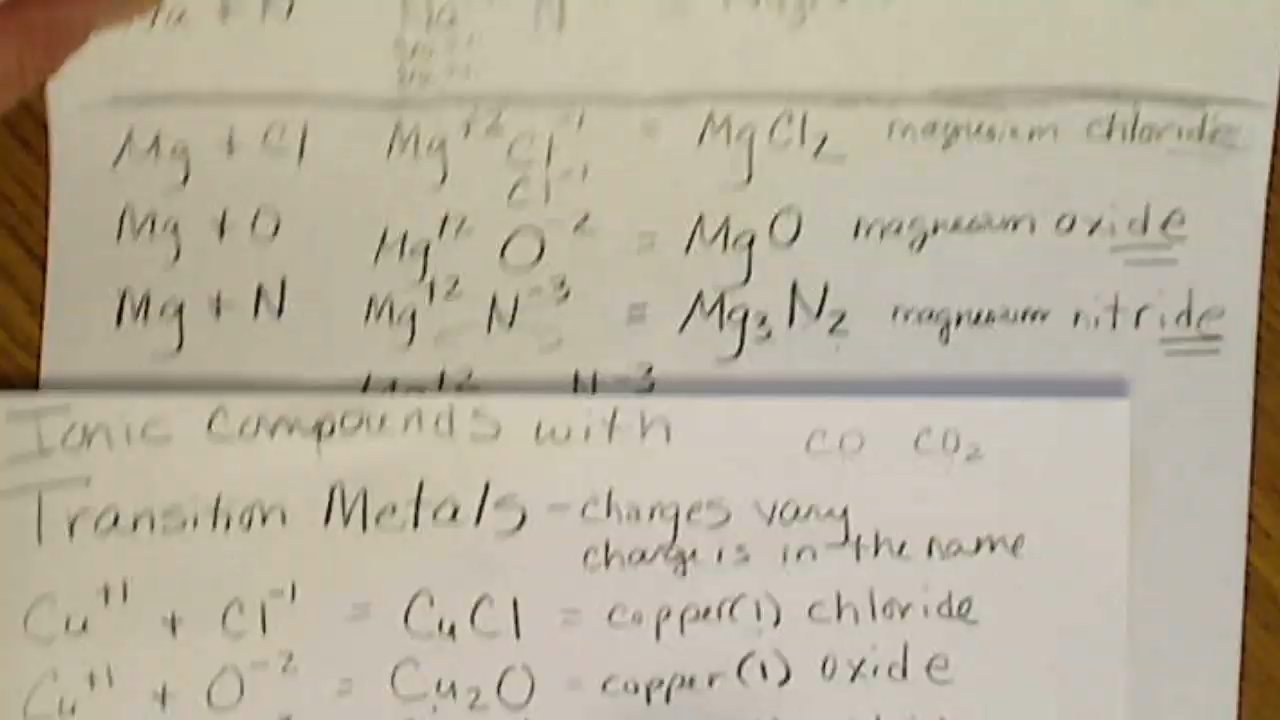 Mg + Cl Mg+2 Cl-1 = MgCl2 magnesium chloride
Cl-1
Mg + O Mg+2 O-2 = MgO magnesium oxide
Mg + N Mg+2 N-3 = Mg3N2 magnesium nitride
Ionic Compounds with CO CO2
Transition Metals - charges vary
charge is in the name
Cu+1 + Cl-1 = CuCl = copper(1) chloride
Cu+1 + O-2 = Cu2O = copper(1) oxide